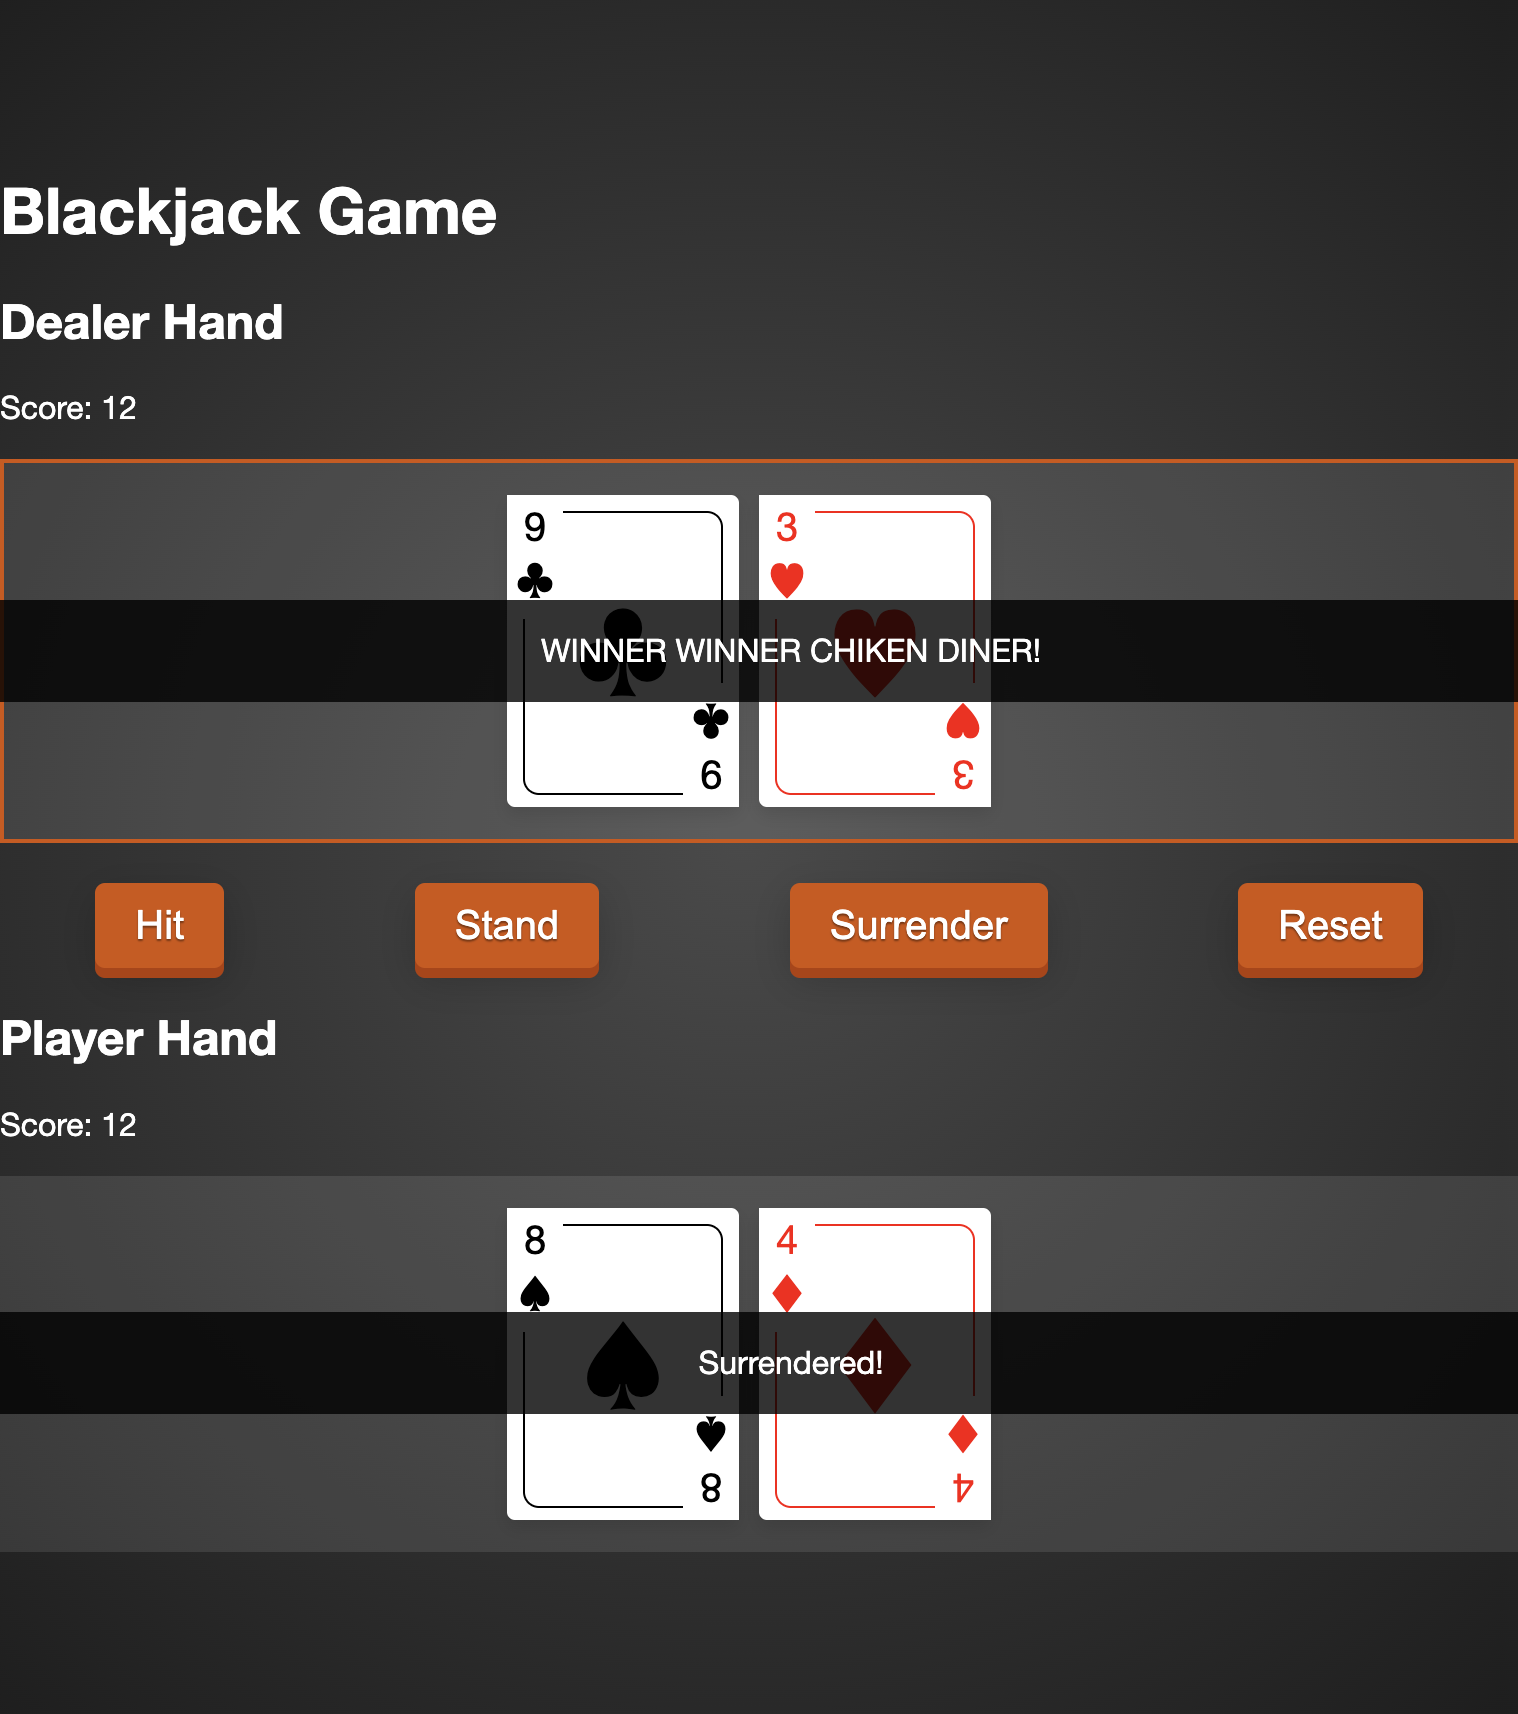 Blackjack Game
Dealer Hand
Score: 12
9 3
WINNER WINNER CHIKEN DINER!
9 3
Hit Stand Surrender Reset
Player Hand
Score: 12
8 4
Surrendered!
8 4